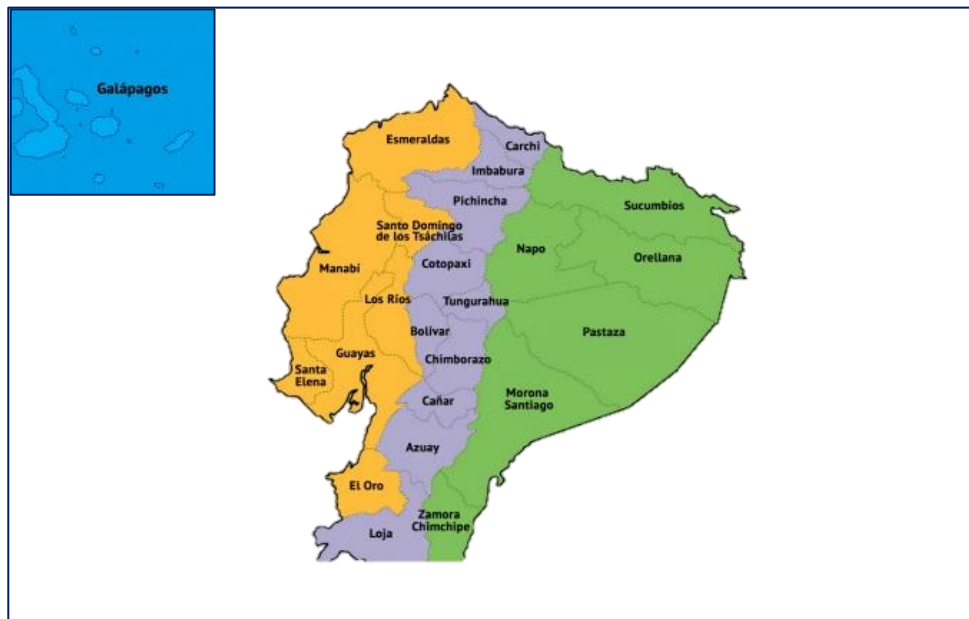 Galápagos
Esmeraldas
Carchi
Imbabura
Pichincha
Sucumbios
Santo Domingo
de los Tsáchilas
Napo
Orellana
Cotopaxi
Manabí
Los Ríos
Tungurahua
Bolívar
Pastaza
Guayas
Chimborazo
Santa
Elena
Morona
Santiago
Cañar
Azuay
El Oro
Zamora
Chimchipe
Loja